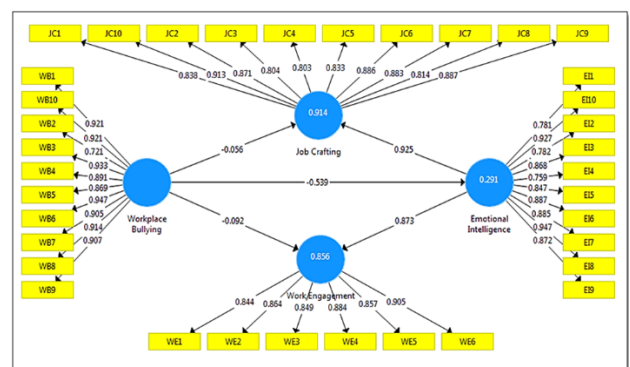 JC1 JC10 JC2 JC3 JC4 JC5 JC6 JC7 JC8 JC9
0.838 0.913 0.871 0.804 0.803 0.833 0.886 0.883 0.814 0.887
0.914
Job Crafting
WB1
WB10
WB2
WB3
WB4
WB5
WB6
WB7
WB8
WB9
0.921
0.921
0.721
0.933
0.891
0.869
0.947
0.905
0.914
0.907
Workplace
Bullying
-0.056
0.925
-0.539
-0.092
0.873
0.291
Emotional
Intelligence
0.781
0.927
0.782
0.868
0.759
0.847
0.887
0.885
0.947
0.872
EI1
EI10
EI2
EI3
EI4
EI5
EI6
EI7
EI8
EI9
0.856
Work Engagement
0.844 0.864 0.849 0.884 0.857 0.905
WE1 WE2 WE3 WE4 WE5 WE6